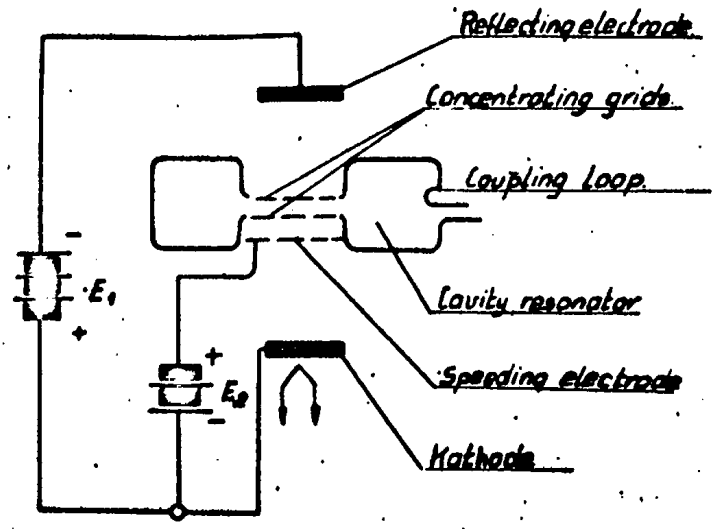 Reflecting electrode.
Concentrating grids.
Coupling Loop.
- E₁
+
Cavity resonator
+
E₂
-
Speeding electrode
Kathode